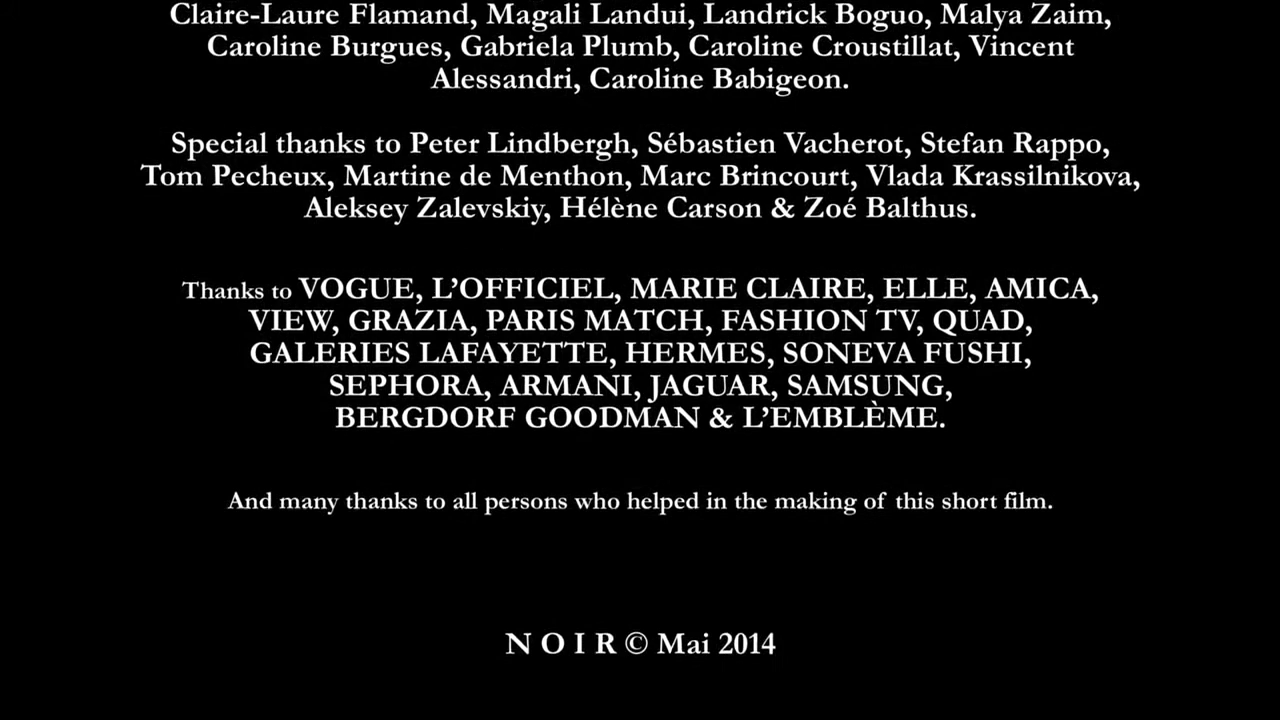 Claire-Laure Flamand, Magali Landui, Landrick Boguo, Malya Zaim,
Caroline Burgues, Gabriela Plumb, Caroline Croustillat, Vincent
Alessandri, Caroline Babigeon.
Special thanks to Peter Lindbergh, Sébastien Vacherot, Stefan Rappo,
Tom Pecheux, Martine de Menthon, Marc Brincourt, Vlada Krassilnikova,
Aleksey Zalevskiy, Hélène Carson & Zoé Balthus.
Thanks to VOGUE, L’OFFICIEL, MARIE CLAIRE, ELLE, AMICA,
VIEW, GRAZIA, PARIS MATCH, FASHION TV, QUAD,
GALERIES LAFAYETTE, HERMES, SONEVA FUSHI,
SEPHORA, ARMANI, JAGUAR, SAMSUNG,
BERGDORF GOODMAN & L’EMBLÈME.
And many thanks to all persons who helped in the making of this short film.
N O I R © Mai 2014